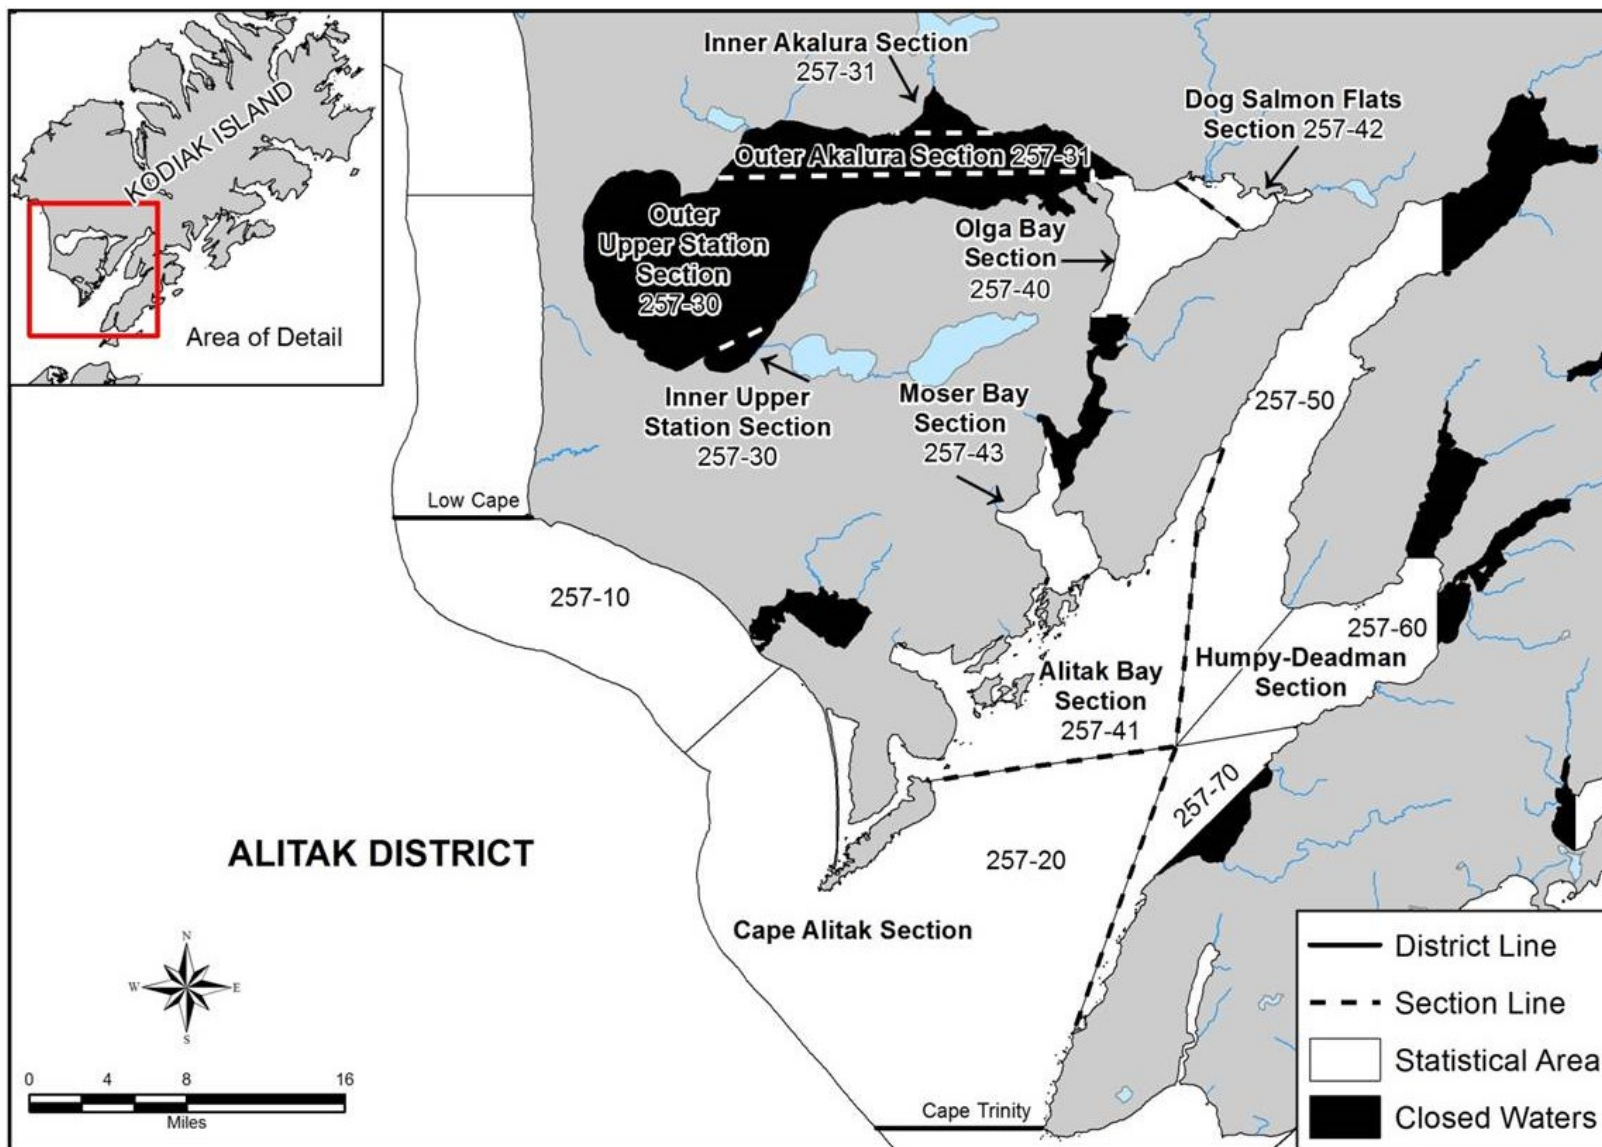 KODIAK ISLAND
Area of Detail
Inner Akalura Section
257-31
Dog Salmon Flats
Section 257-42
Outer Akalura Section 257-31
Outer
Upper Station
Section
257-30
Olga Bay
Section
257-40
Inner Upper
Station Section
257-30
Moser Bay
Section
257-43
257-50
Low Cape
257-10
257-60
Humpy-Deadman
Section
Alitak Bay
Section
257-41
257-70
257-20
ALITAK DISTRICT
Cape Alitak Section
Cape Trinity
N
W
E
S
0 4 8 16
Miles
District Line
Section Line
Statistical Area
Closed Waters